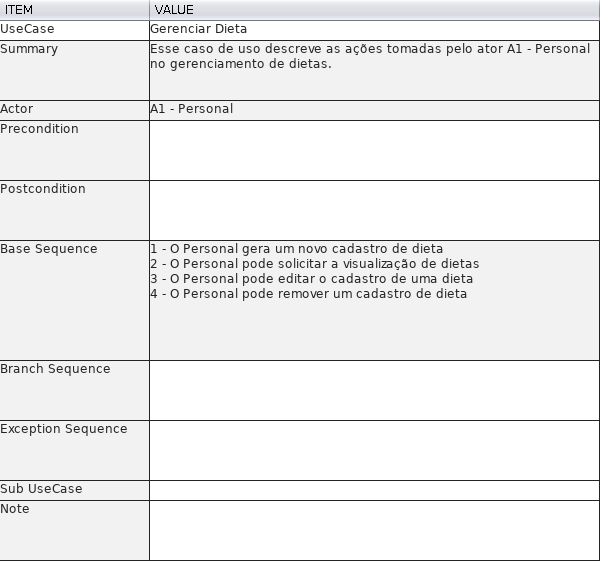 ITEM VALUE
UseCase Gerenciar Dieta
Summary Esse caso de uso descreve as ações tomadas pelo ator A1 - Personal
no gerenciamento de dietas.
Actor A1 - Personal
Precondition
Postcondition
Base Sequence 1 - O Personal gera um novo cadastro de dieta
2 - O Personal pode solicitar a visualização de dietas
3 - O Personal pode editar o cadastro de uma dieta
4 - O Personal pode remover um cadastro de dieta
Branch Sequence
Exception Sequence
Sub UseCase
Note